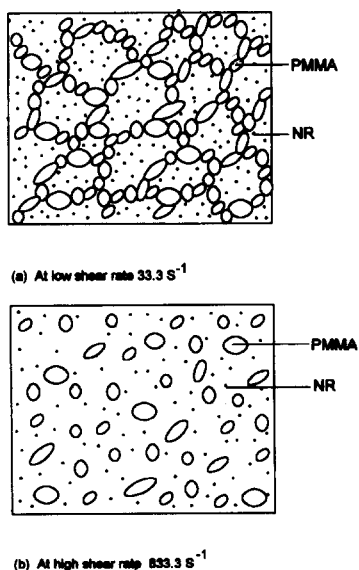 PMMA
NR
(a) At low shear rate 33.3 S⁻¹
PMMA
NR
(b) At high shear rate 833.3 S⁻¹